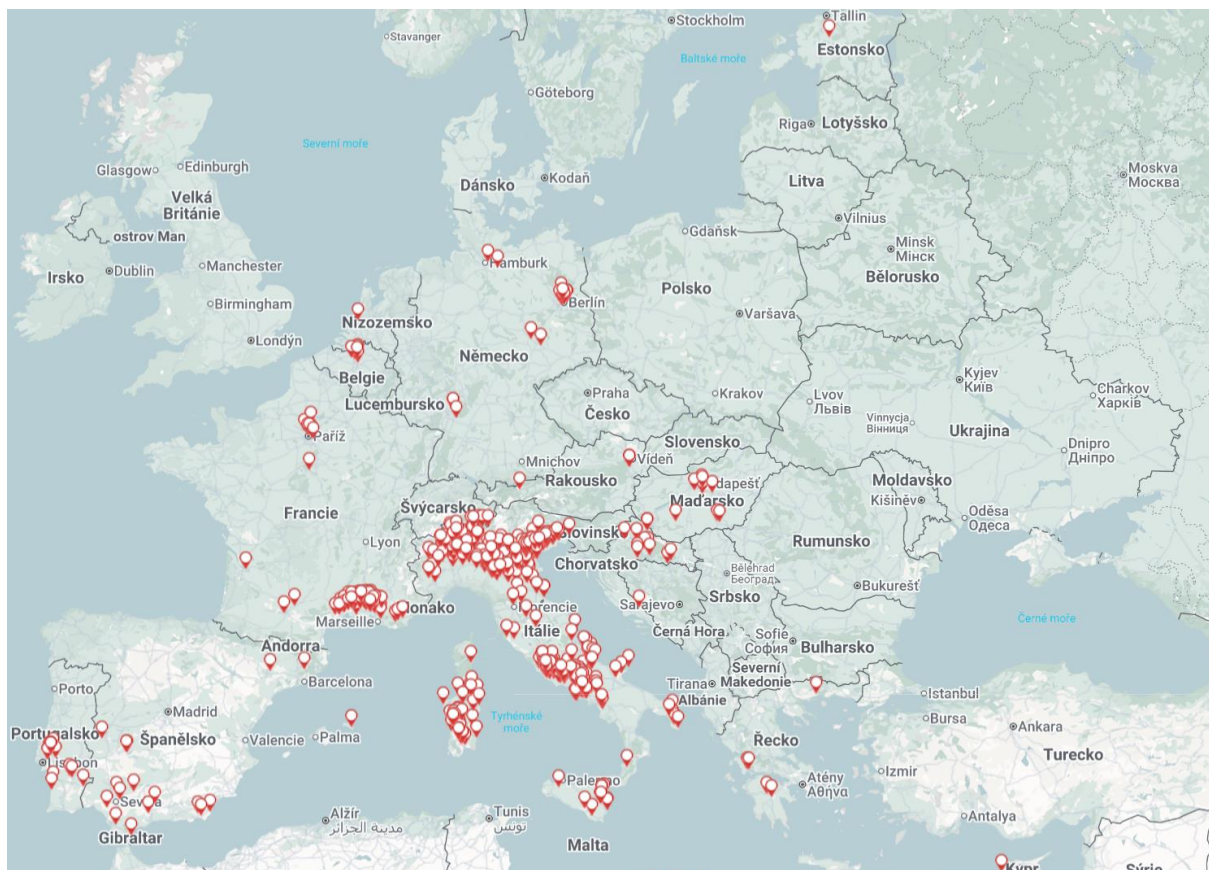 Stockholm
Tallin
Stavanger
Estonsko
Baltské moře
Göteborg
Riga
Lotyšsko
Severní moře
Glasgow
Edinburgh
Moskva
Москва
Dánsko
Kodaň
Litva
Velká
Británie
Vilnius
ostrov Man
Gdaňsk
Minsk
Мінск
Irsko
Dublin
Manchester
Hamburk
Bělorusko
Polsko
Birmingham
Berlín
Varšava
Nizozemsko
Londýn
Německo
Belgie
Kyjev
Київ
Charkov
Харків
Praha
Krakov
Lvov
Львів
Lucembursko
Česko
Vinnycja
Вінниця
Ukrajina
Paříž
Slovensko
Dnipro
Дніпро
Mnichov
Vídeň
Rakousko
Moldavsko
Kišiněv
Maďarsko
Švýcarsko
Francie
Oděsa
Одеса
Lyon
Rumunsko
Chorvatsko
Bělehrad
Београд
Bukurešť
Srbsko
Sarajevo
Marseille
Itálie
Černá Hora
Sofie
София
Bulharsko
Černé moře
Andorra
Severní
Makedonie
Porto
Barcelona
Tirana
Albánie
Istanbul
Madrid
Tyrhénské
moře
Bursa
Ankara
Portugalsko
Španělsko
Valencie
Palma
Řecko
Turecko
Lisabon
Palermo
Atény
Αθήνα
Izmir
Alžír
مدينة الجزائر
Tunis
تونس
Antalya
Gibraltar
Malta
Kypr
Sýrie